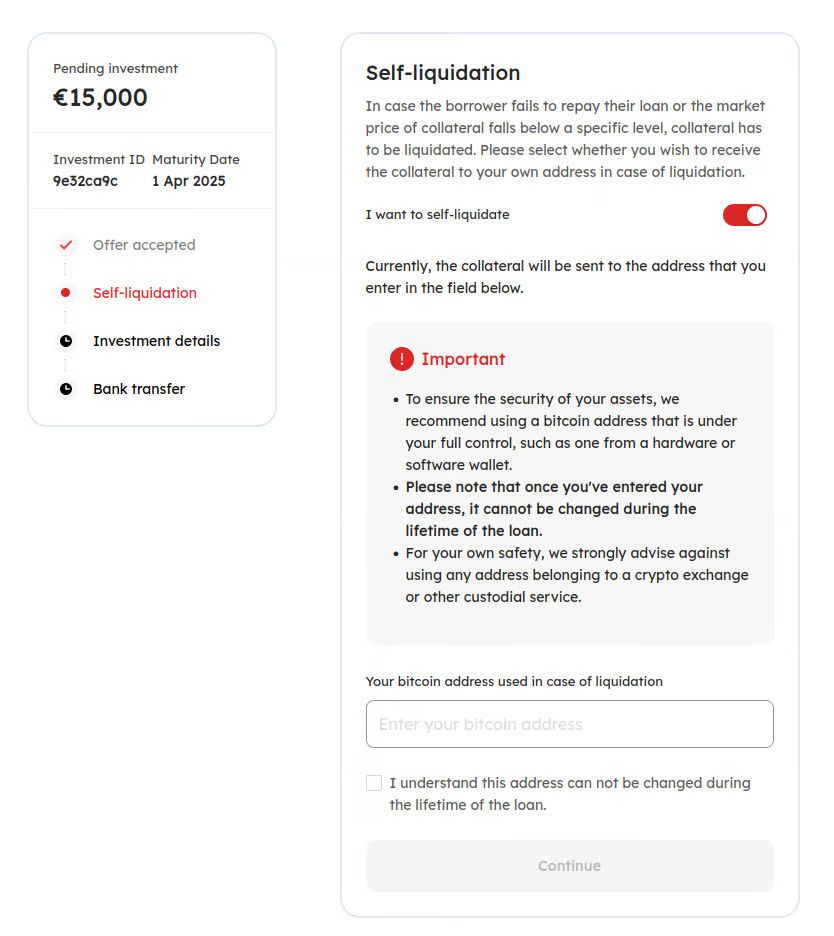 Pending investment
€15,000
Investment ID Maturity Date
9e32ca9c 1 Apr 2025
Offer accepted
Self-liquidation
Investment details
Bank transfer
Self-liquidation
In case the borrower fails to repay their loan or the market
price of collateral falls below a specific level, collateral has
to be liquidated. Please select whether you wish to receive
the collateral to your own address in case of liquidation.
I want to self-liquidate
Currently, the collateral will be sent to the address that you
enter in the field below.
! Important
• To ensure the security of your assets, we
recommend using a bitcoin address that is under
your full control, such as one from a hardware or
software wallet.
• Please note that once you've entered your
address, it cannot be changed during the
lifetime of the loan.
• For your own safety, we strongly advise against
using any address belonging to a crypto exchange
or other custodial service.
Your bitcoin address used in case of liquidation
Enter your bitcoin address
I understand this address can not be changed during
the lifetime of the loan.
Continue